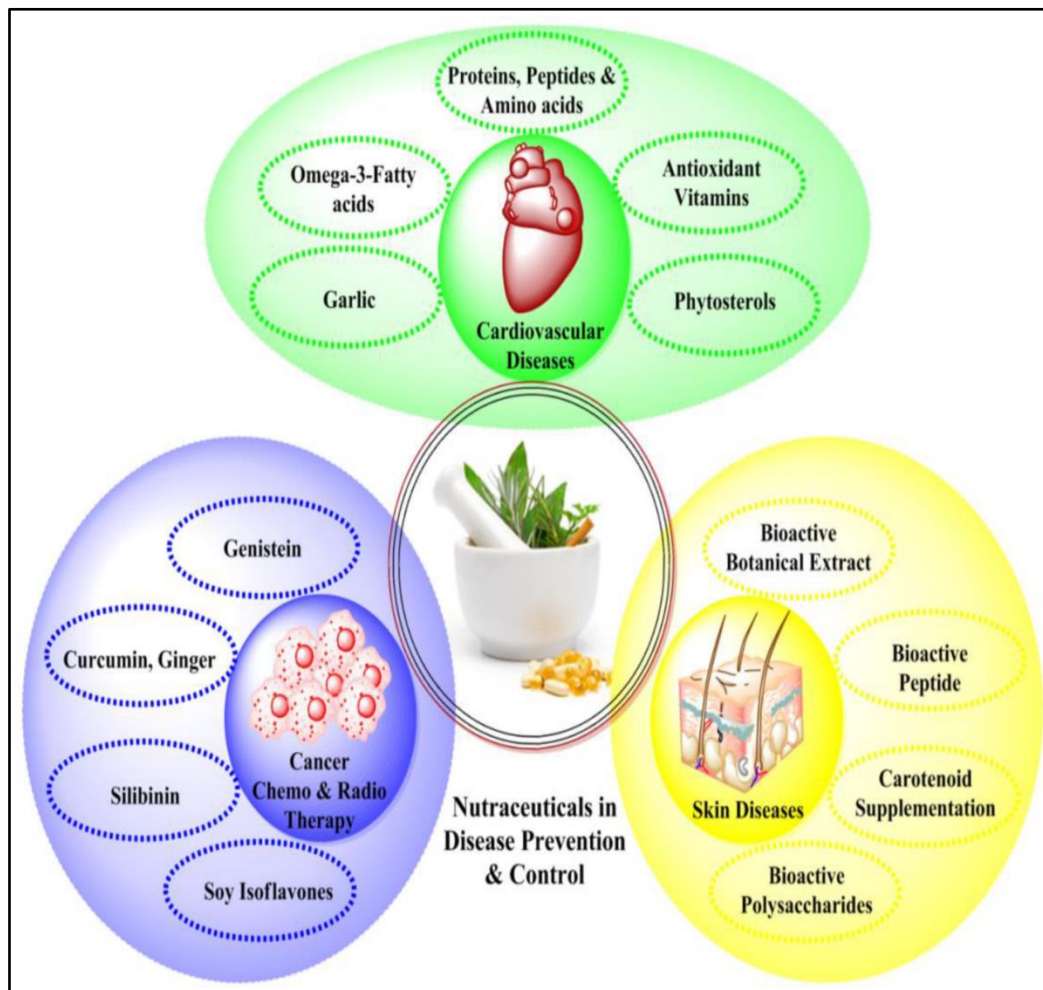 Proteins, Peptides &
Amino acids
Omega-3-Fatty
acids
Antioxidant
Vitamins
Garlic
Phytosterols
Cardiovascular
Diseases
Genistein
Curcumin, Ginger
Silibinin
Soy Isoflavones
Cancer
Chemo & Radio
Therapy
Nutraceuticals in
Disease Prevention
& Control
Bioactive
Botanical Extract
Bioactive
Peptide
Carotenoid
Supplementation
Bioactive
Polysaccharides
Skin Diseases